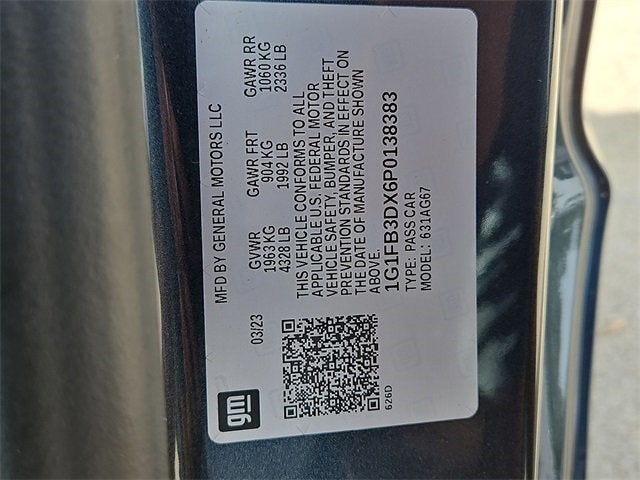 MFD BY GENERAL MOTORS LLC
03/23
GVWR GAWR FRT GAWR RR
1963 KG 904 KG 1060 KG
4328 LB 1992 LB 2336 LB
THIS VEHICLE CONFORMS TO ALL
APPLICABLE U.S. FEDERAL MOTOR
VEHICLE SAFETY, BUMPER, AND THEFT
PREVENTION STANDARDS IN EFFECT ON
THE DATE OF MANUFACTURE SHOWN
ABOVE.
1G1FB3DX6P0138383
TYPE: PASS CAR
MODEL: 631AG67
gm
626D